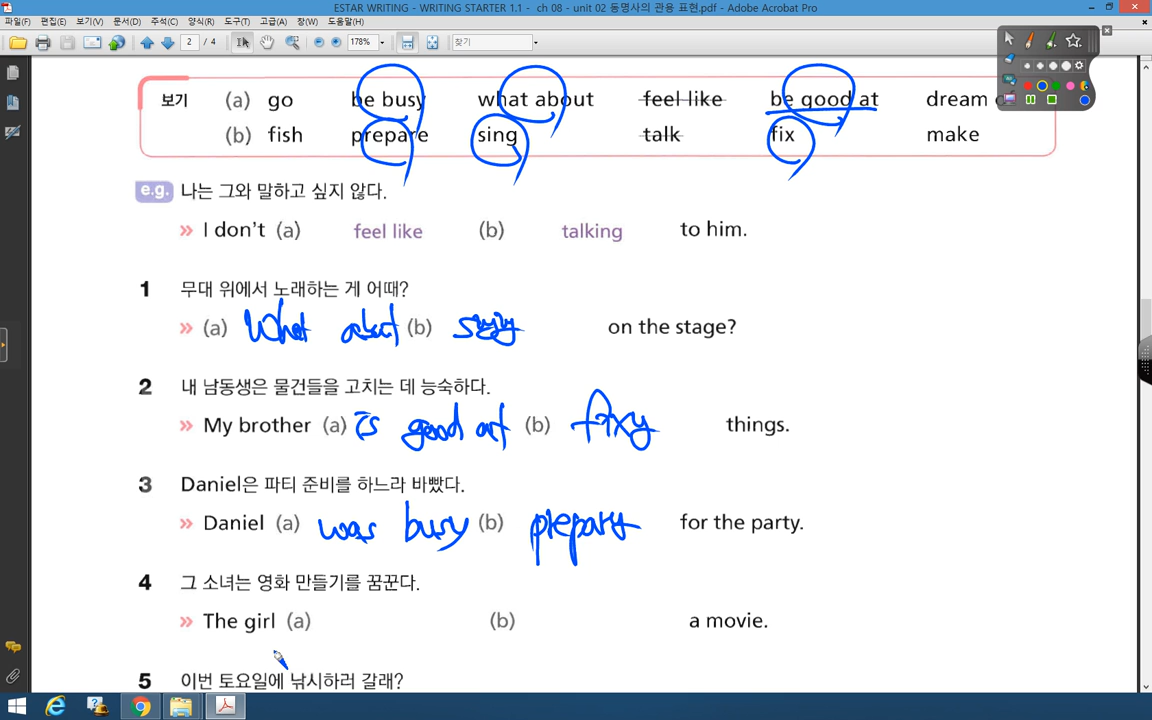 ESTAR WRITING - WRITING STARTER 1.1 - ch 08 - unit 02 동명사의 관용 표현.pdf - Adobe Acrobat Pro
파일(F) 편집(E) 보기(V) 문서(D) 주석(C) 양식(R) 도구(T) 고급(A) 창(W) 도움말(H)
2 / 4 178% 찾기
보기 (a) go be busy what about feel like be good at dream
(b) fish prepare sing talk fix make
e.g. 나는 그와 말하고 싶지 않다.
» I don't (a) feel like (b) talking to him.
1 무대 위에서 노래하는 게 어때?
» (a) What about (b) on the stage?
2 내 남동생은 물건들을 고치는 데 능숙하다.
» My brother (a) is good at (b) things.
3 Daniel은 파티 준비를 하느라 바빴다.
» Daniel (a) was busy (b) for the party.
4 그 소녀는 영화 만들기를 꿈꾼다.
» The girl (a) (b) a movie.
5 이번 토요일에 낚시하러 갈래?